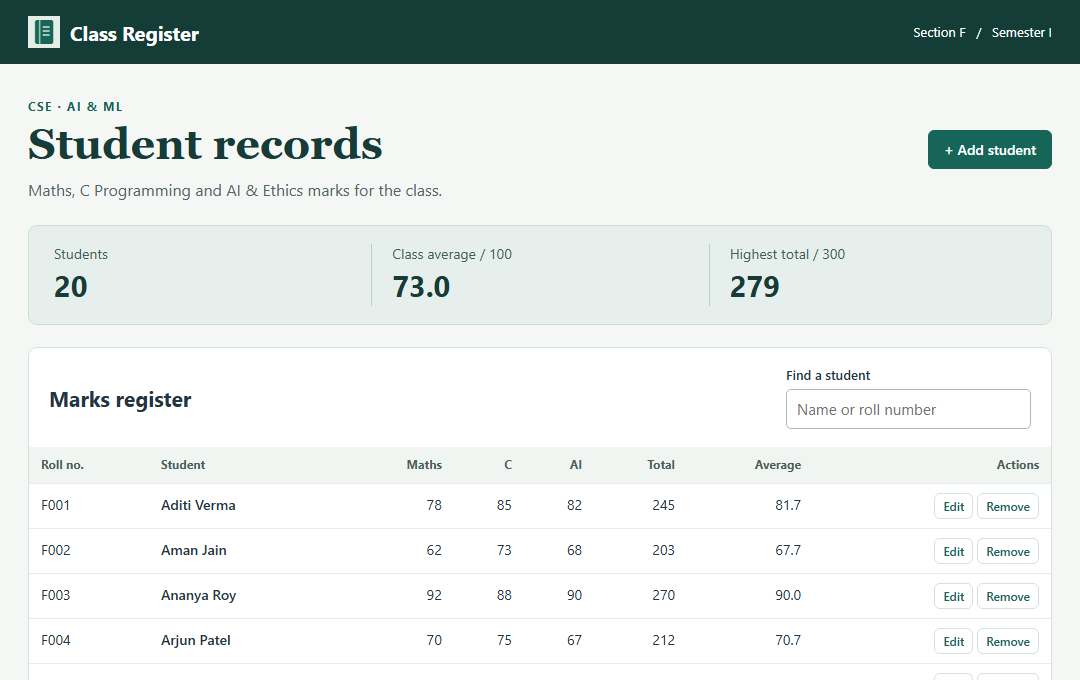 Class Register
Section F / Semester I
CSE · AI & ML
Student records
+ Add student
Maths, C Programming and AI & Ethics marks for the class.
Students
20
Class average / 100
73.0
Highest total / 300
279
Marks register
Find a student
Name or roll number
Roll no. Student Maths C AI Total Average Actions
F001 Aditi Verma 78 85 82 245 81.7 Edit Remove
F002 Aman Jain 62 73 68 203 67.7 Edit Remove
F003 Ananya Roy 92 88 90 270 90.0 Edit Remove
F004 Arjun Patel 70 75 67 212 70.7 Edit Remove